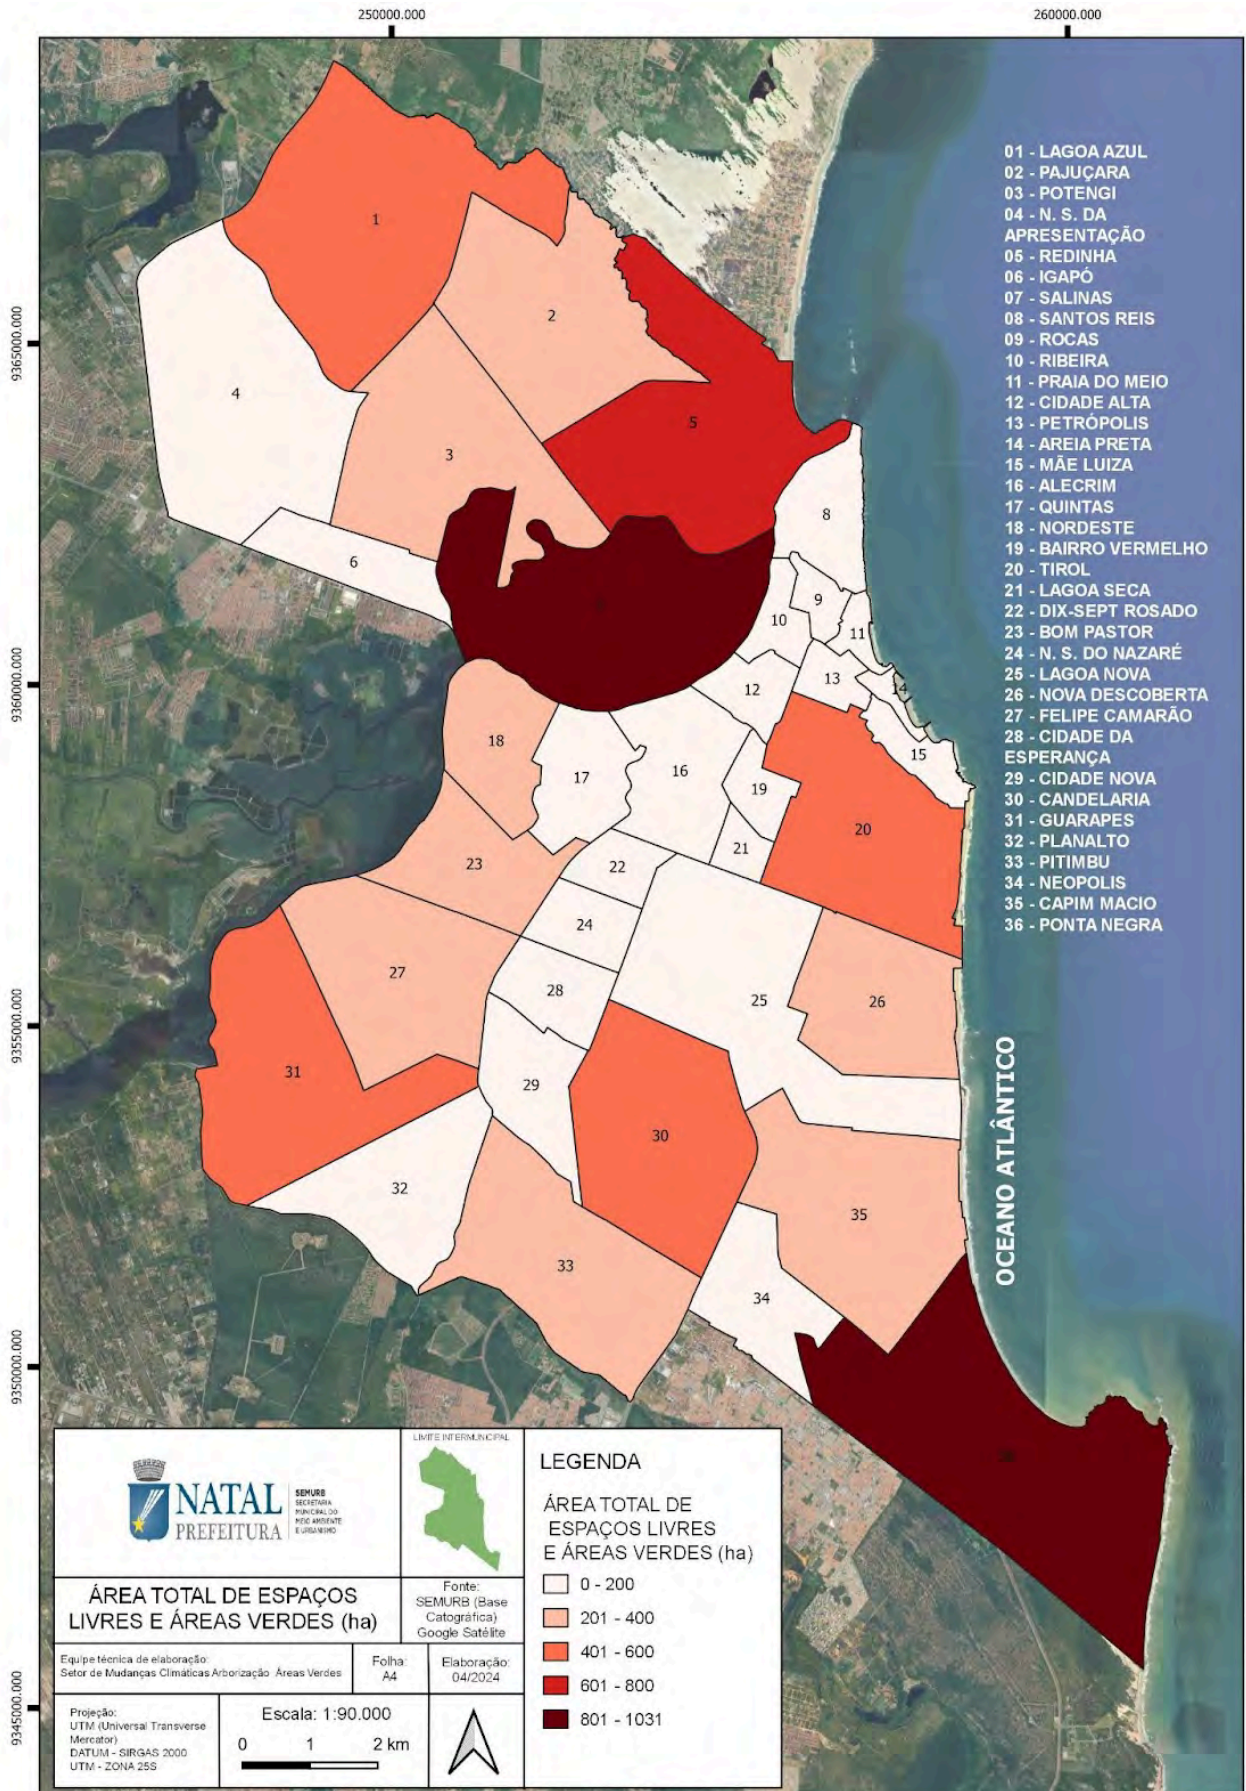 250000.000
260000.000
9365000.000
9360000.000
9355000.000
9350000.000
9345000.000
01 - LAGOA AZUL
02 - PAJUÇARA
03 - POTENGI
04 - N. S. DA
APRESENTAÇÃO
05 - REDINHA
06 - IGAPÓ
07 - SALINAS
08 - SANTOS REIS
09 - ROCAS
10 - RIBEIRA
11 - PRAIA DO MEIO
12 - CIDADE ALTA
13 - PETRÓPOLIS
14 - AREIA PRETA
15 - MÃE LUIZA
16 - ALECRIM
17 - QUINTAS
18 - NORDESTE
19 - BAIRRO VERMELHO
20 - TIROL
21 - LAGOA SECA
22 - DIX-SEPT ROSADO
23 - BOM PASTOR
24 - N. S. DO NAZARÉ
25 - LAGOA NOVA
26 - NOVA DESCOBERTA
27 - FELIPE CAMARÃO
28 - CIDADE DA
ESPERANÇA
29 - CIDADE NOVA
30 - CANDELARIA
31 - GUARAPES
32 - PLANALTO
33 - PITIMBU
34 - NEOPOLIS
35 - CAPIM MACIO
36 - PONTA NEGRA
1
2
4
5
3
8
6
9
10
11
13
14
12
18
15
17
16
19
20
21
23
22
24
27
28
25
26
31
29
30
32
35
33
34
OCEANO ATLÂNTICO
NATAL
PREFEITURA
SEMURB
SECRETARIA
MUNICIPAL DO
MEIO AMBIENTE
E URBANISMO
LIMITE INTERMUNICIPAL
ÁREA TOTAL DE ESPAÇOS
LIVRES E ÁREAS VERDES (ha)
Fonte:
SEMURB (Base
Catográfica)
Google Satélite
Equipe técnica de elaboração:
Setor de Mudanças Climáticas Arborização Áreas Verdes
Folha:
A4
Elaboração:
04/2024
Projeção:
UTM (Universal Transverse
Mercator)
DATUM - SIRGAS 2000
UTM - ZONA 25S
Escala: 1:90.000
0 1 2 km
LEGENDA
ÁREA TOTAL DE
ESPAÇOS LIVRES
E ÁREAS VERDES (ha)
0 - 200
201 - 400
401 - 600
601 - 800
801 - 1031